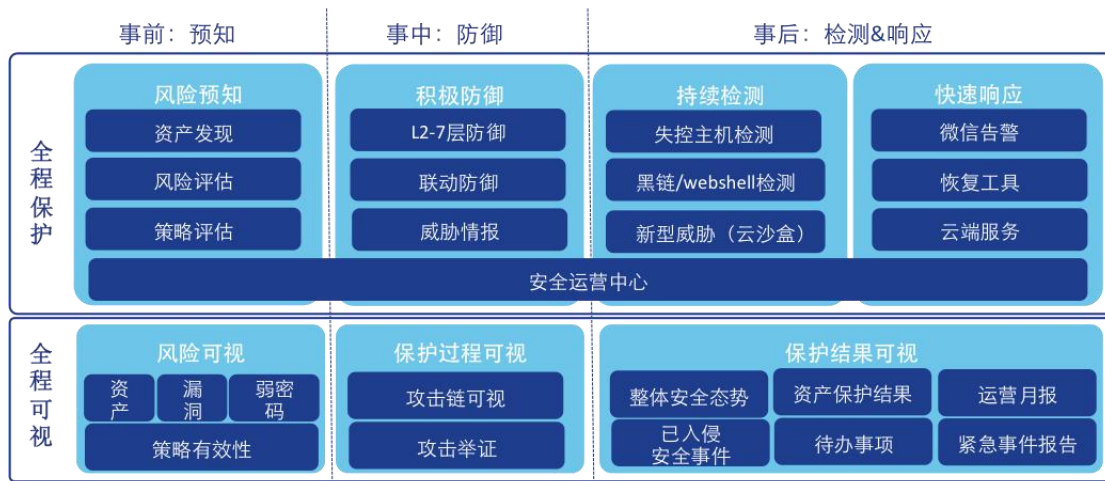 事前：预知
事中：防御
事后：检测&响应
全程保护
风险预知
资产发现
风险评估
策略评估
积极防御
L2-7层防御
联动防御
威胁情报
持续检测
失控主机检测
黑链/webshell检测
新型威胁（云沙盒）
快速响应
微信告警
恢复工具
云端服务
安全运营中心
全程可视
风险可视
资产
漏洞
弱密码
策略有效性
保护过程可视
攻击链可视
攻击举证
保护结果可视
整体安全态势
资产保护结果
运营月报
已入侵
安全事件
待办事项
紧急事件报告